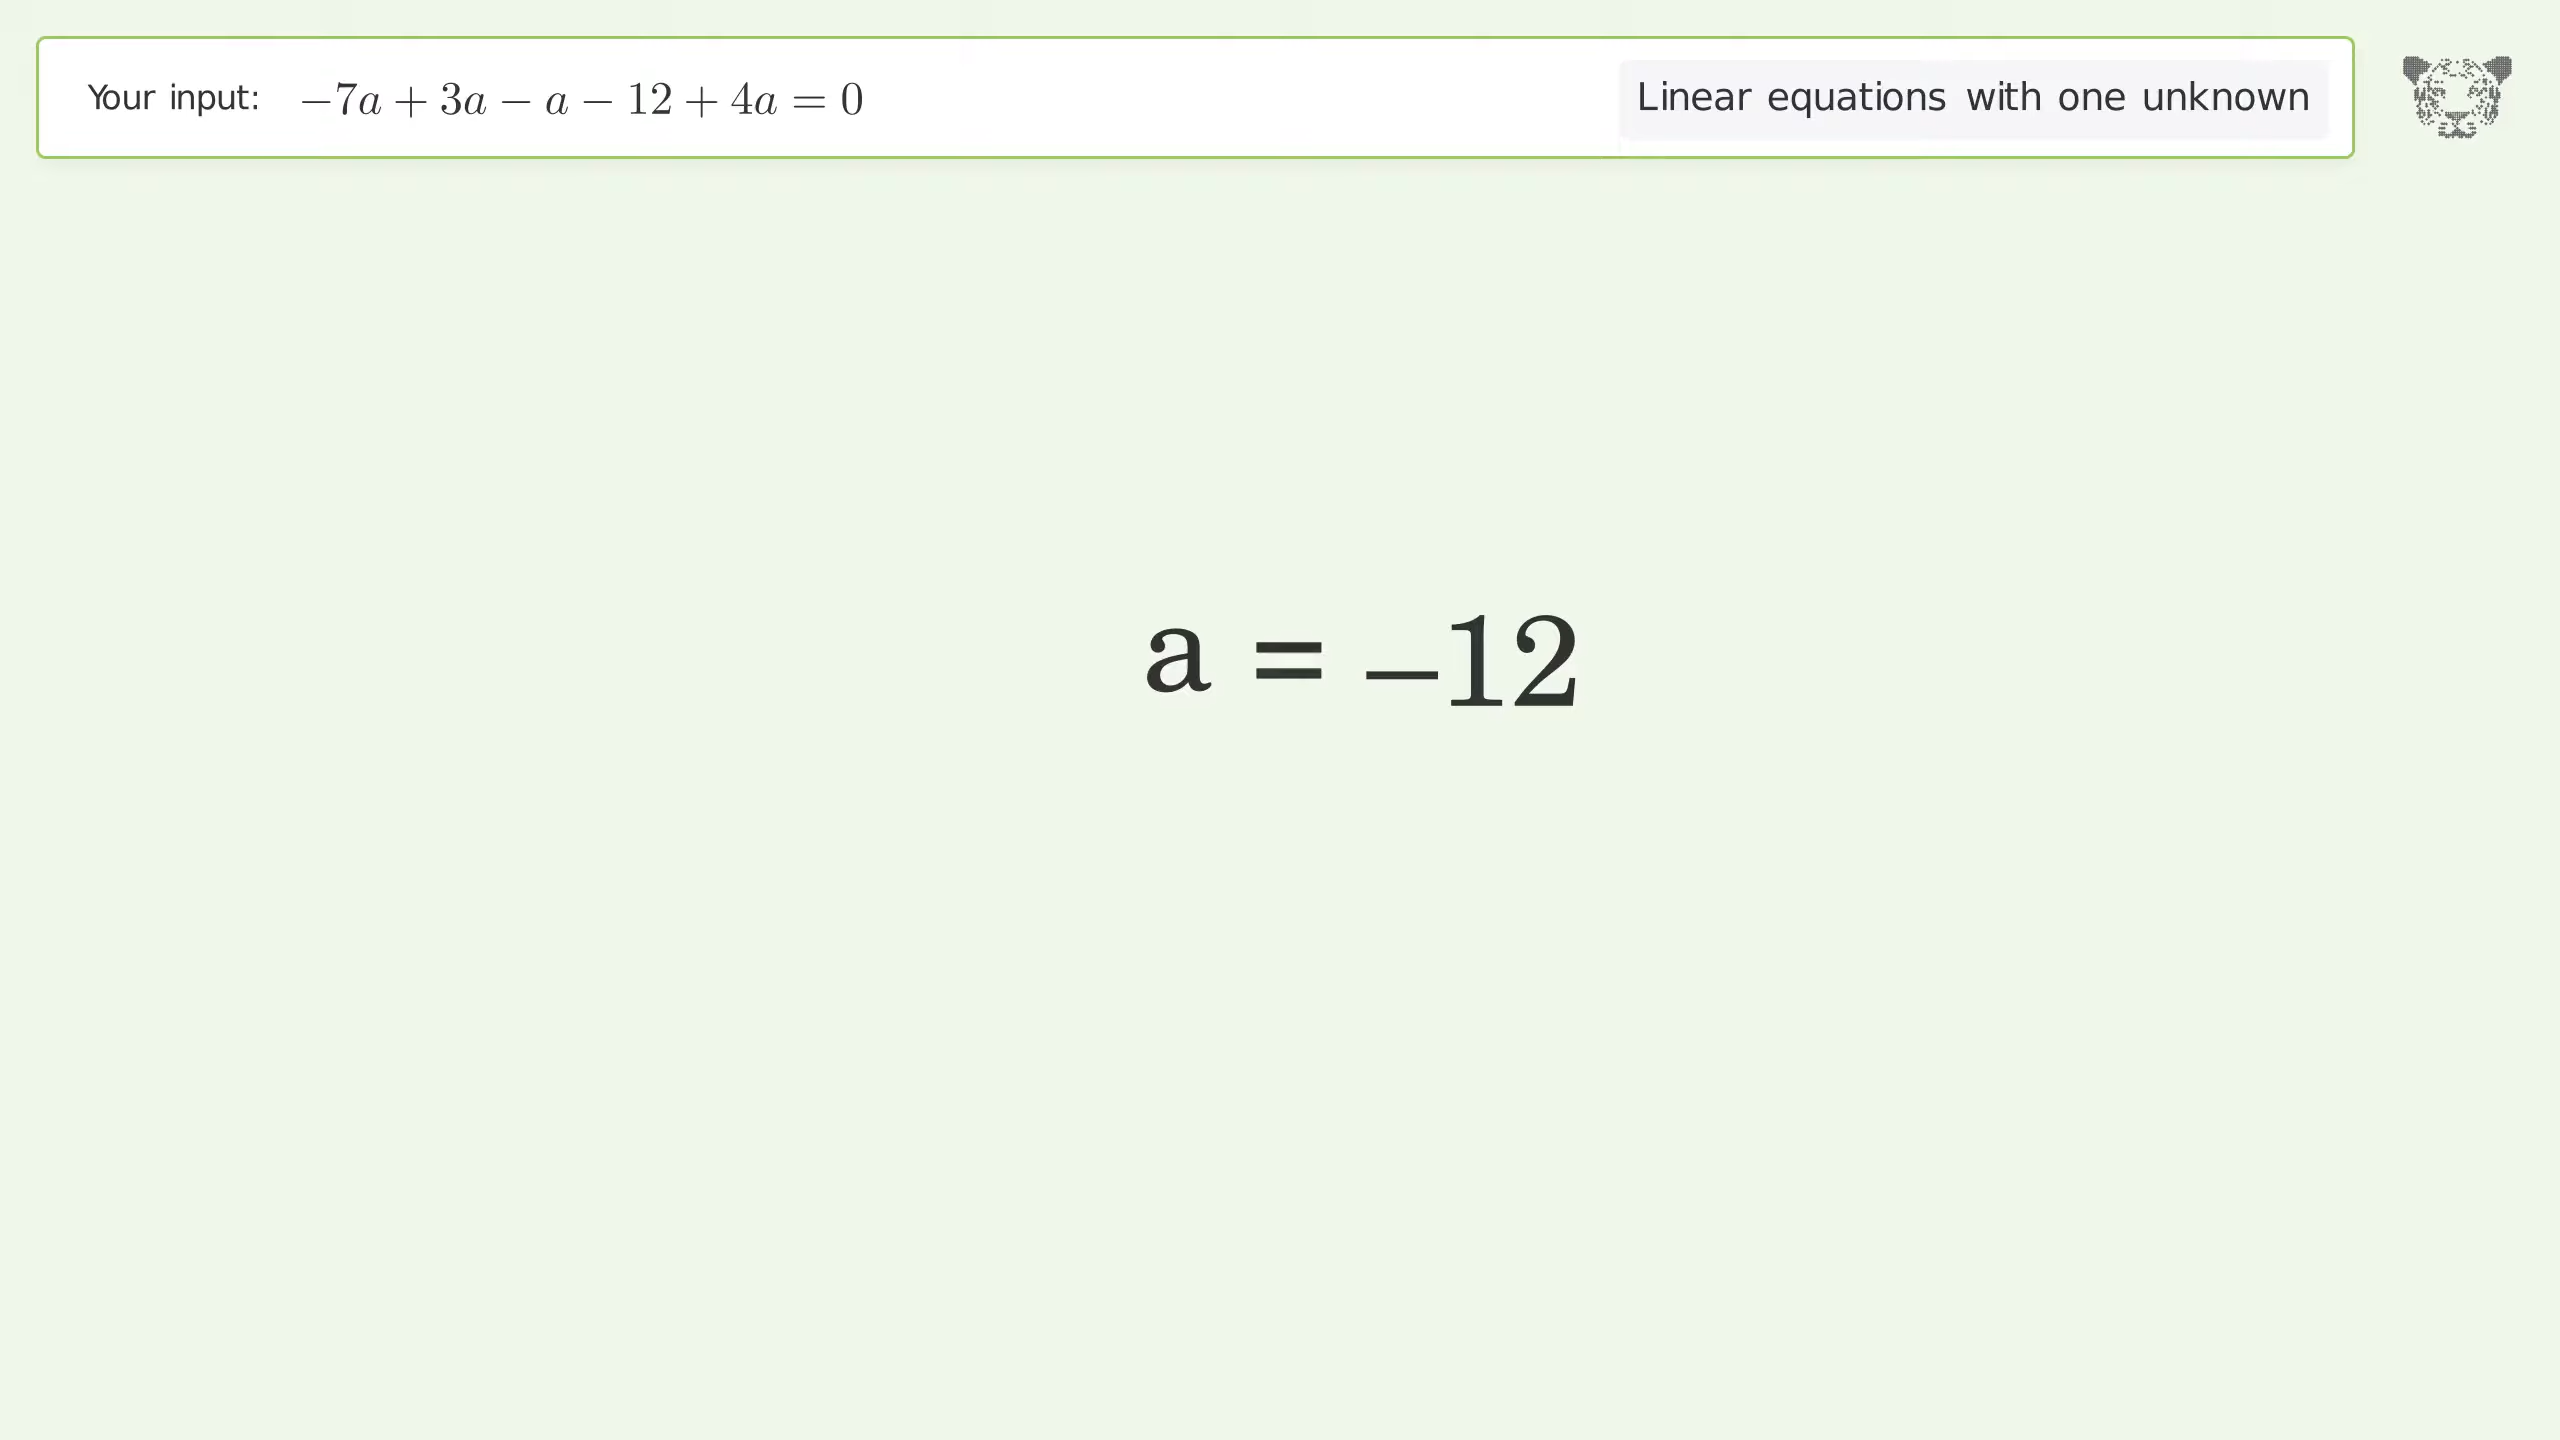 Your input: −7a + 3a − a − 12 + 4a = 0
Linear equations with one unknown
a = −12